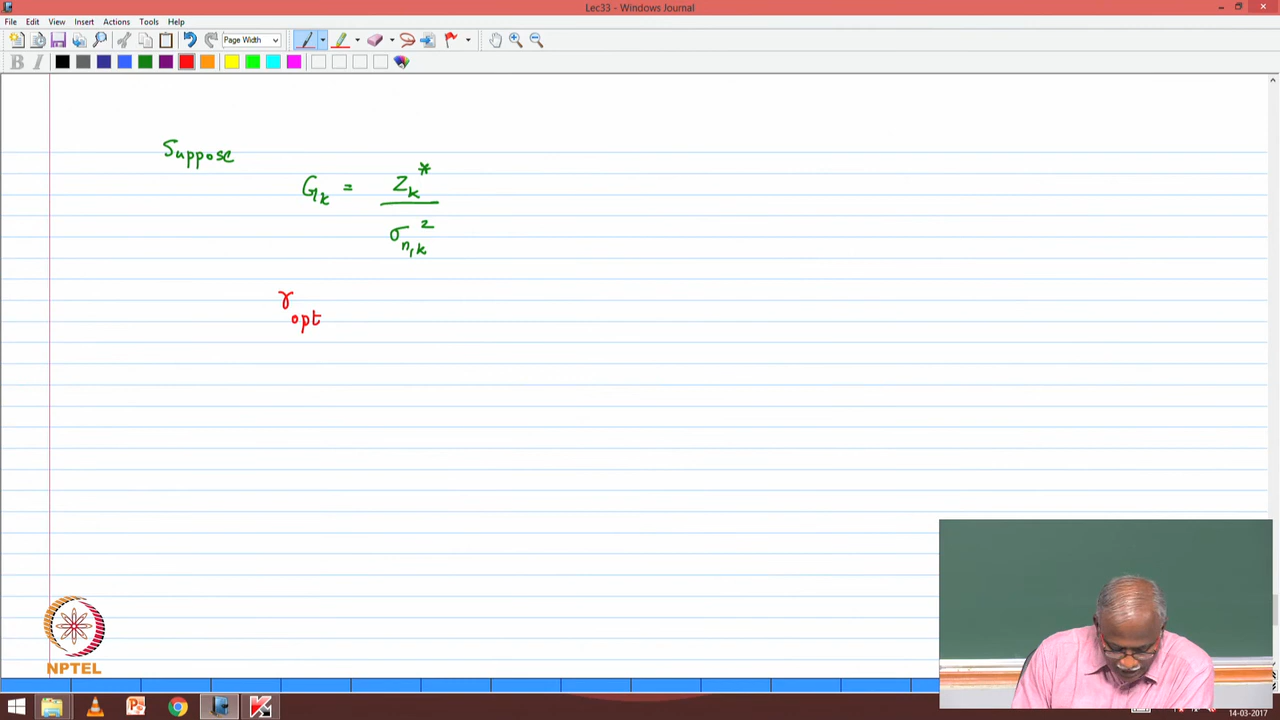 Lec33 - Windows Journal
File Edit View Insert Actions Tools Help
Page Width
B I
Suppose
G_k = Z_k^* / σ_{n,k}^2
γ_opt
NPTEL
14-03-2017